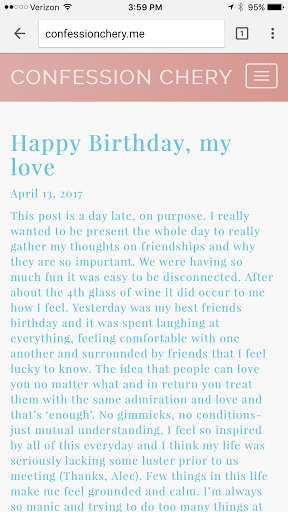 Verizon 3:59 PM 95%
confessionchery.me 1
CONFESSION CHERY
Happy Birthday, my
love
April 13, 2017
This post is a day late, on purpose. I really
wanted to be present the whole day to really
gather my thoughts on friendships and why
they are so important. We were having so
much fun it was easy to be disconnected. After
about the 4th glass of wine it did occur to me
how I feel. Yesterday was my best friends
birthday and it was spent laughing at
everything, feeling comfortable with one
another and surrounded by friends that I feel
lucky to know. The idea that people can love
you no matter what and in return you treat
them with the same admiration and love and
that's ‘enough’. No gimmicks, no conditions-
just mutual understanding. I feel so inspired
by all of this everyday and I think my life was
seriously lacking some luster prior to us
meeting (Thanks, Alec). Few things in this life
make me feel grounded and calm. I'm always
so manic and trying to do too many things at